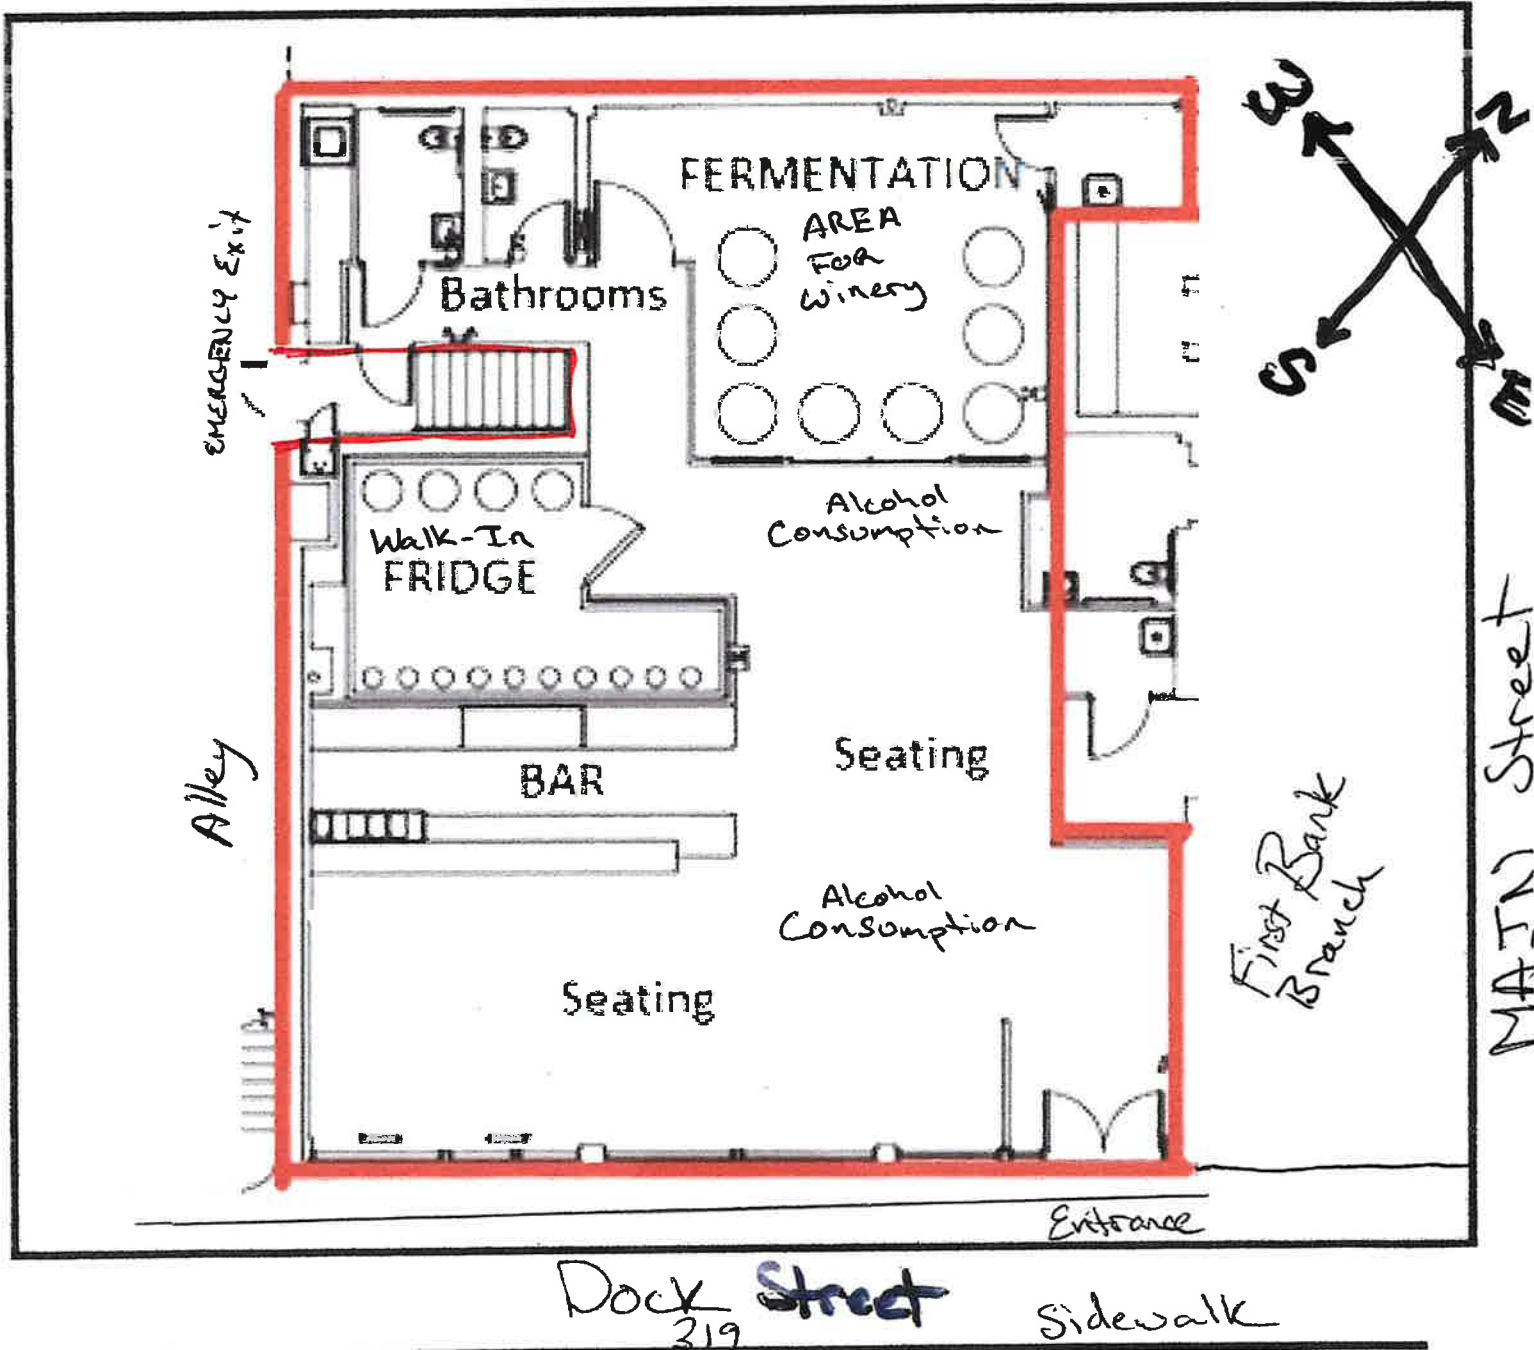 W
N
S
E
FERMENTATION
AREA
FOR
Winery
EMERGENCY Exit
Bathrooms
Alcohol
Consumption
Walk-In
FRIDGE
Seating
BAR
Alley
MAIN Street
First Bank
Branch
Alcohol
Consumption
Seating
Entrance
Dock Street
319
Sidewalk